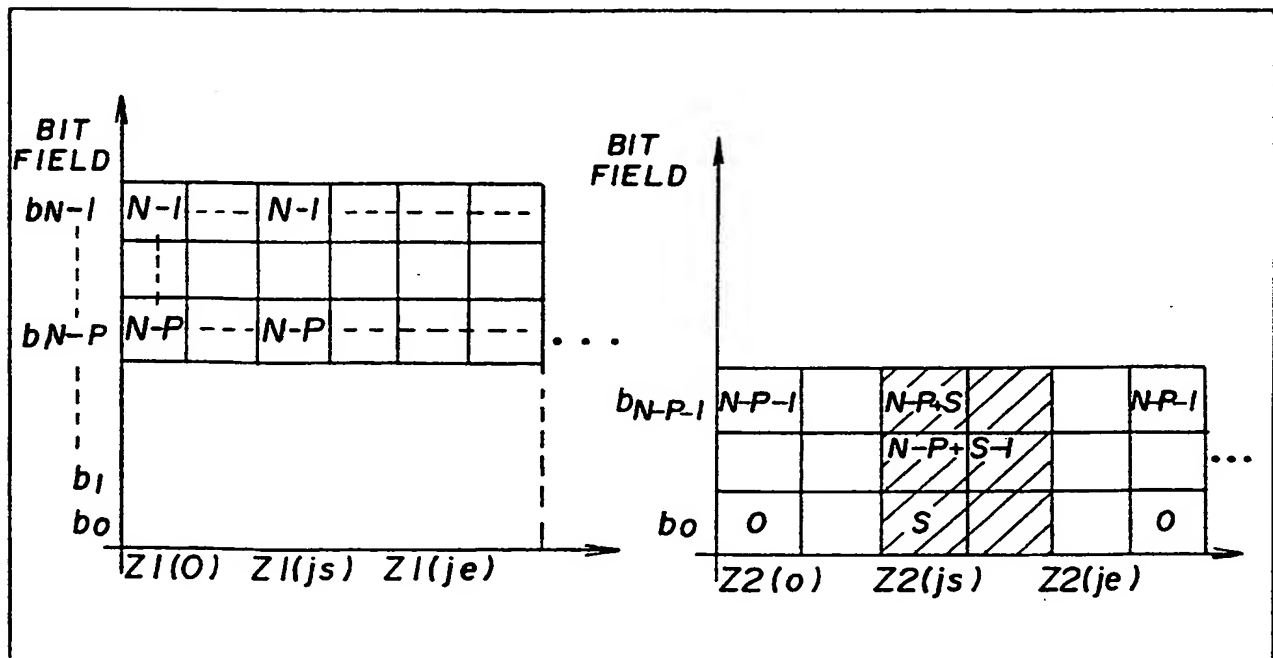 BIT
FIELD
bN-1 N-1 ---- N-1 -------
bN-P N-P ---- N-P ------- ...
b1
b0
Z1(0) Z1(js) Z1(je)
BIT
FIELD
bN-P-1 N-P-1 N-P+S N-P-1
N-P+S-1 ...
b0 0 S 0
Z2(0) Z2(js) Z2(je)